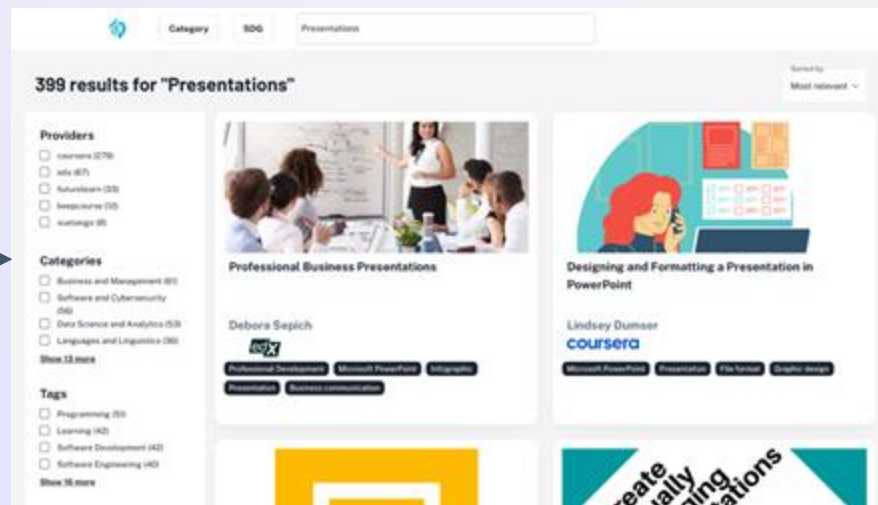 Category
SDG
Presentations
399 results for "Presentations"
Sorted by
Most relevant
Providers
coursera (279)
edx (67)
futurelearn (33)
Categories
Business and Management (61)
Software and Cybersecurity
(56)
Data Science and Analytics (53)
Languages and Linguistics (36)
Show 13 more
Tags
Programming (51)
Learning (42)
Software Development (42)
Software Engineering (40)
Show 16 more
Professional Business Presentations
Debora Sepich
edX
Professional Development
Microsoft PowerPoint
Infographic
Presentation
Business communication
Designing and Formatting a Presentation in
PowerPoint
Lindsey Dumser
coursera
Microsoft PowerPoint
Presentation
File format
Graphic design